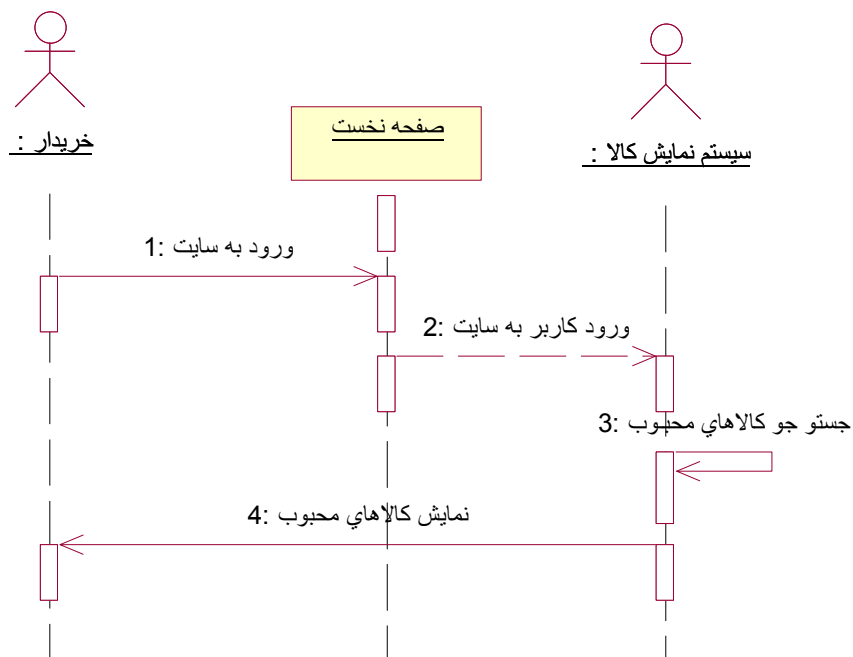 صفحه نخست
خريدار :
سيستم نمايش كالا :
1: ورود به سايت
2: ورود كاربر به سايت
3: جستو جو كالاهاي محبوب
4: نمايش كالاهاي محبوب